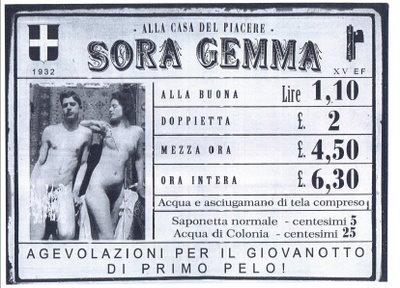 - ALLA CASA DEL PIACERE -
SORA GEMMA
1932
XV EF
ALLA BUONA Lire 1,10
DOPPIETTA £. 2
MEZZA ORA £. 4,50
ORA INTERA £. 6,30
Acqua e asciugamano di tela compreso
Saponetta normale - centesimi 5
Acqua di Colonia - centesimi 25
AGEVOLAZIONI PER IL GIOVANOTTO
DI PRIMO PELO!